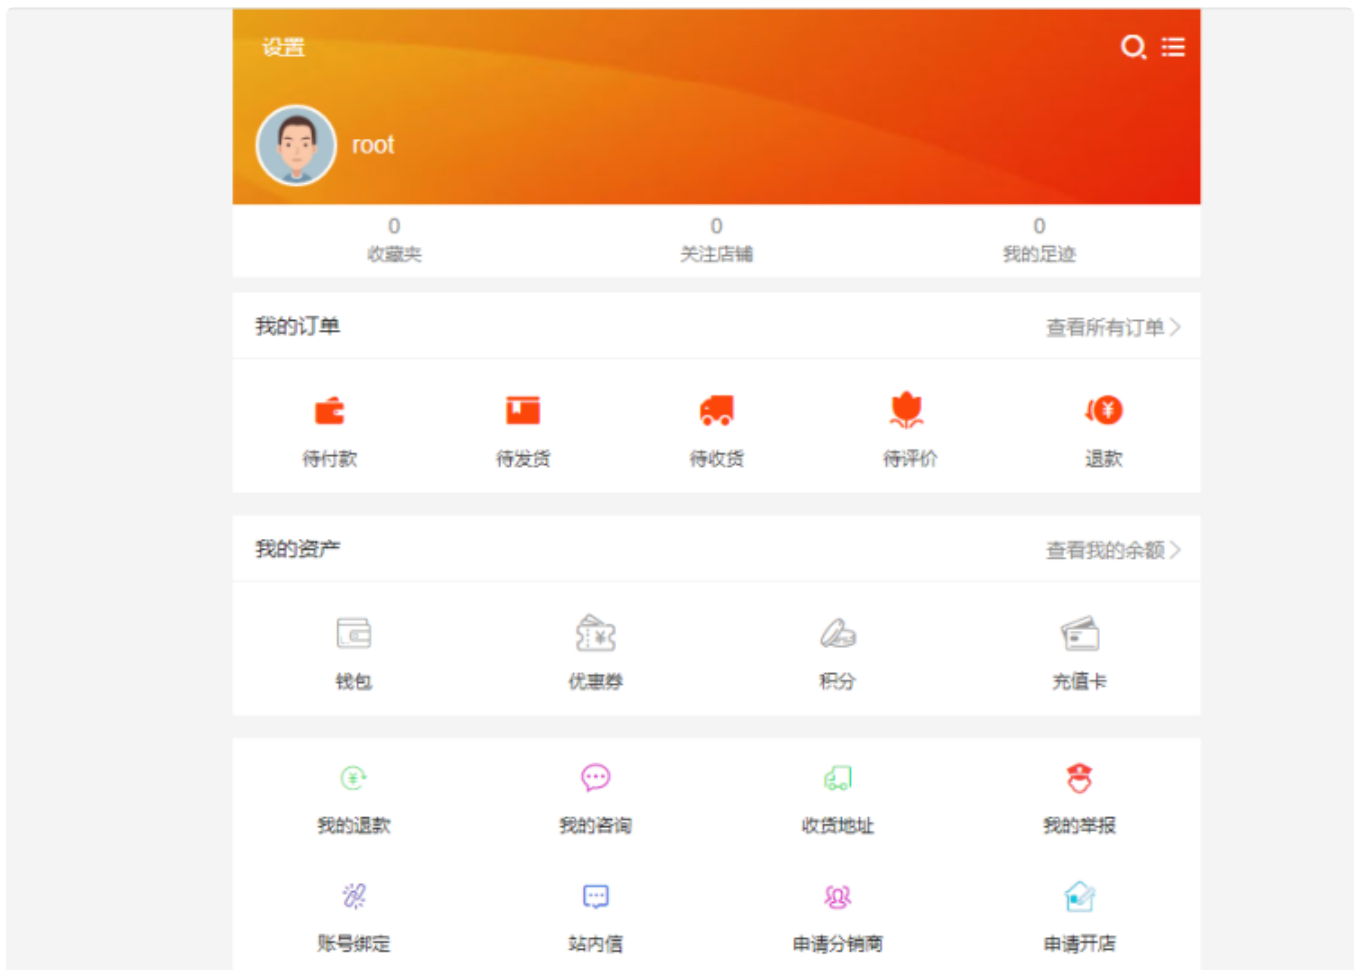 设置
root
0 0 0
收藏夹 关注店铺 我的足迹
我的订单 查看所有订单
待付款 待发货 待收货 待评价 退款
我的资产 查看我的余额
钱包 优惠券 积分 充值卡
我的退款 我的咨询 收货地址 我的举报
账号绑定 站内信 申请分销商 申请开店